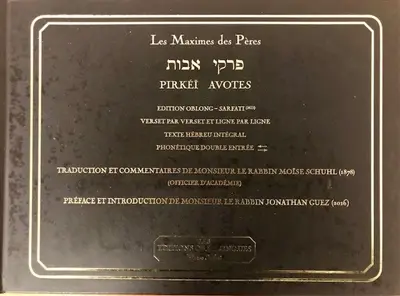 Les Maximes des Pères
פרקי אבות
PIRKÉÏ AVOTES
EDITION OBLONG – SARFATI
VERSET PAR VERSET ET LIGNE PAR LIGNE
TEXTE HÉBREU INTÉGRAL
PHONÉTIQUE DOUBLE ENTRÉE
TRADUCTION ET COMMENTAIRES DE MONSIEUR LE RABBIN MOÏSE SCHUHL (1878)
(OFFICIER D'ACADÉMIE)
PRÉFACE ET INTRODUCTION DE MONSIEUR LE RABBIN JONATHAN GUEZ (2016)